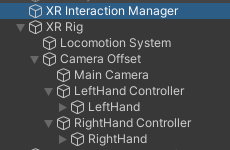 XR Interaction Manager
XR Rig
Locomotion System
Camera Offset
Main Camera
LeftHand Controller
LeftHand
RightHand Controller
RightHand